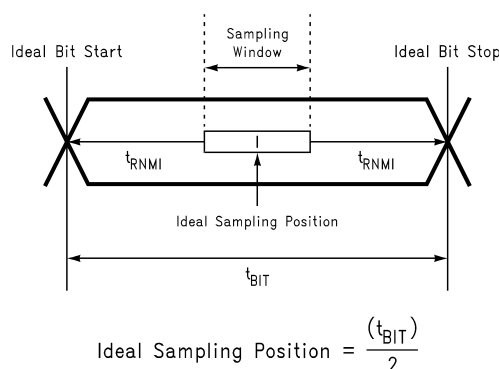 Sampling
Window
Ideal Bit Start
Ideal Bit Stop
tRNMI
tRNMI
Ideal Sampling Position
tBIT
Ideal Sampling Position = (tBIT)
2